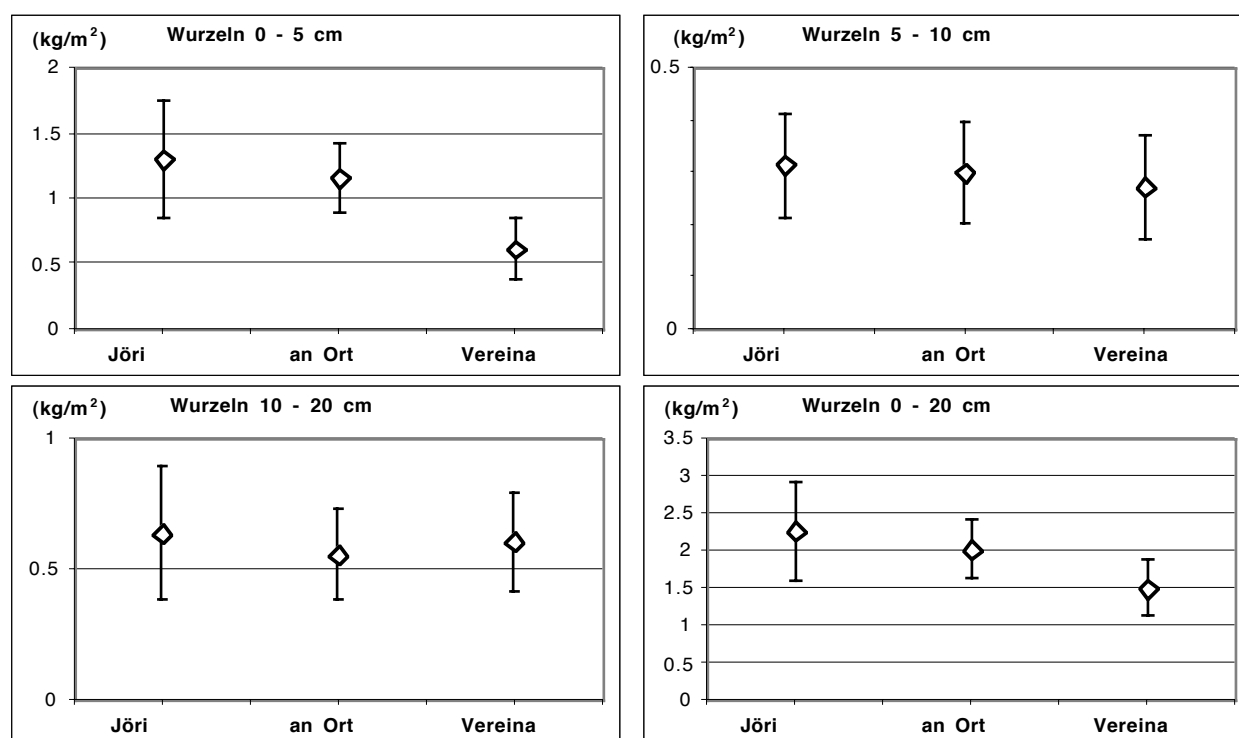 (kg/m²) Wurzeln 0 - 5 cm
2
1.5
1
0.5
0
Jöri an Ort Vereina
(kg/m²) Wurzeln 5 - 10 cm
0.5
0
Jöri an Ort Vereina
(kg/m²) Wurzeln 10 - 20 cm
1
0.5
0
Jöri an Ort Vereina
(kg/m²) Wurzeln 0 - 20 cm
3.5
3
2.5
2
1.5
1
0.5
0
Jöri an Ort Vereina